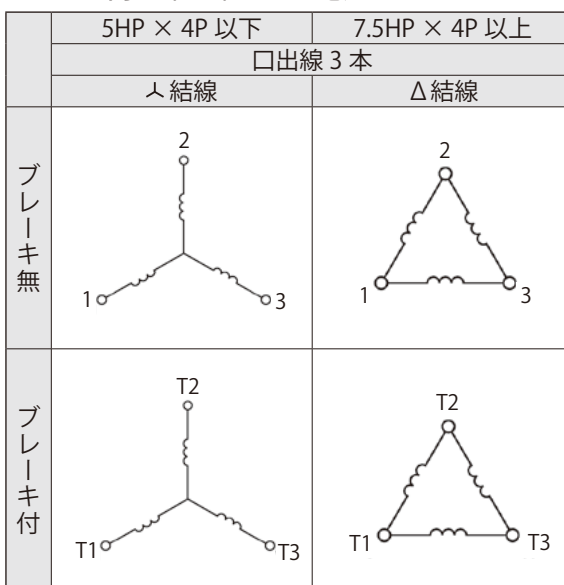 5HP × 4P 以下
7.5HP × 4P 以上
口出線 3 本
⅄ 結線
Δ 結線
ブレーキ無
2
1
3
2
1
3
ブレーキ付
T2
T1
T3
T2
T1
T3